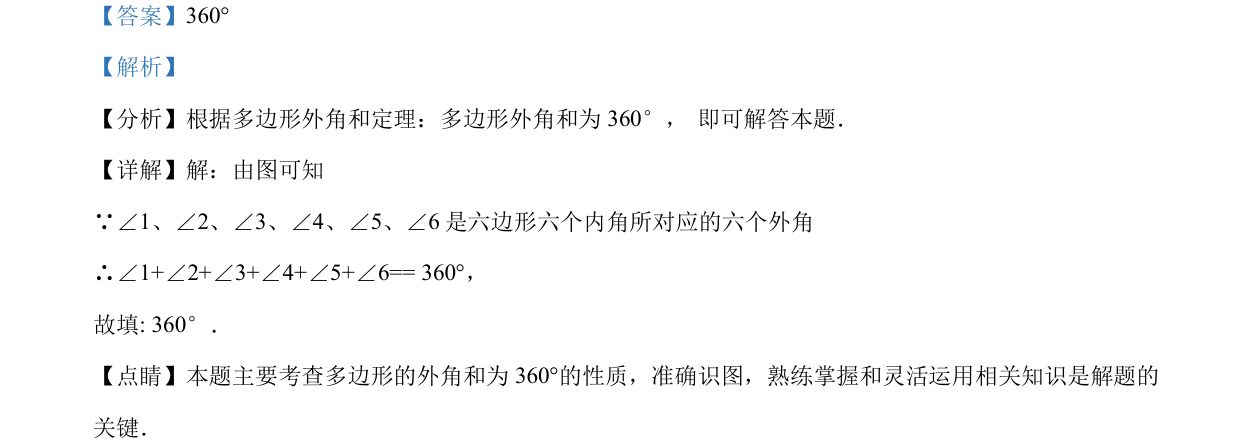 【答案】360°
【解析】
【分析】根据多边形外角和定理：多边形外角和为 360°， 即可解答本题．
【详解】解：由图可知
∵∠1、∠2、∠3、∠4、∠5、∠6 是六边形六个内角所对应的六个外角
∴∠1+∠2+∠3+∠4+∠5+∠6== 360°，
故填: 360°．
【点睛】本题主要考查多边形的外角和为 360°的性质，准确识图，熟练掌握和灵活运用相关知识是解题的
关键．